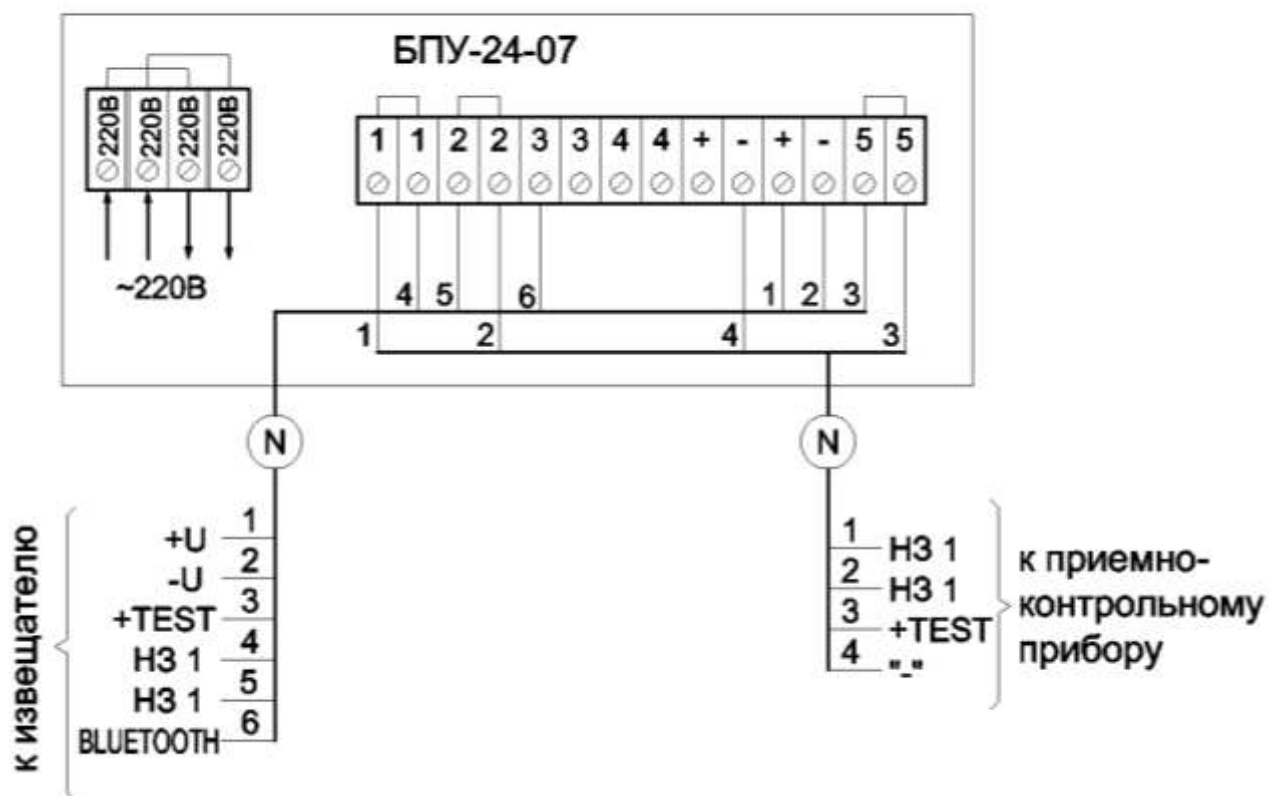 БПУ-24-07
220В 220В 220В 220В
1 1 2 2 3 3 4 4 + - + - 5 5
~220В
4 5 6 1 2 3
1 2 4 3
N N
к извещателю
1
+U
2
-U
3
+TEST
4
НЗ 1
5
НЗ 1
6
BLUETOOTH
1
НЗ 1
2
НЗ 1
3
+TEST
4
"-"
к приемно-
контрольному
прибору